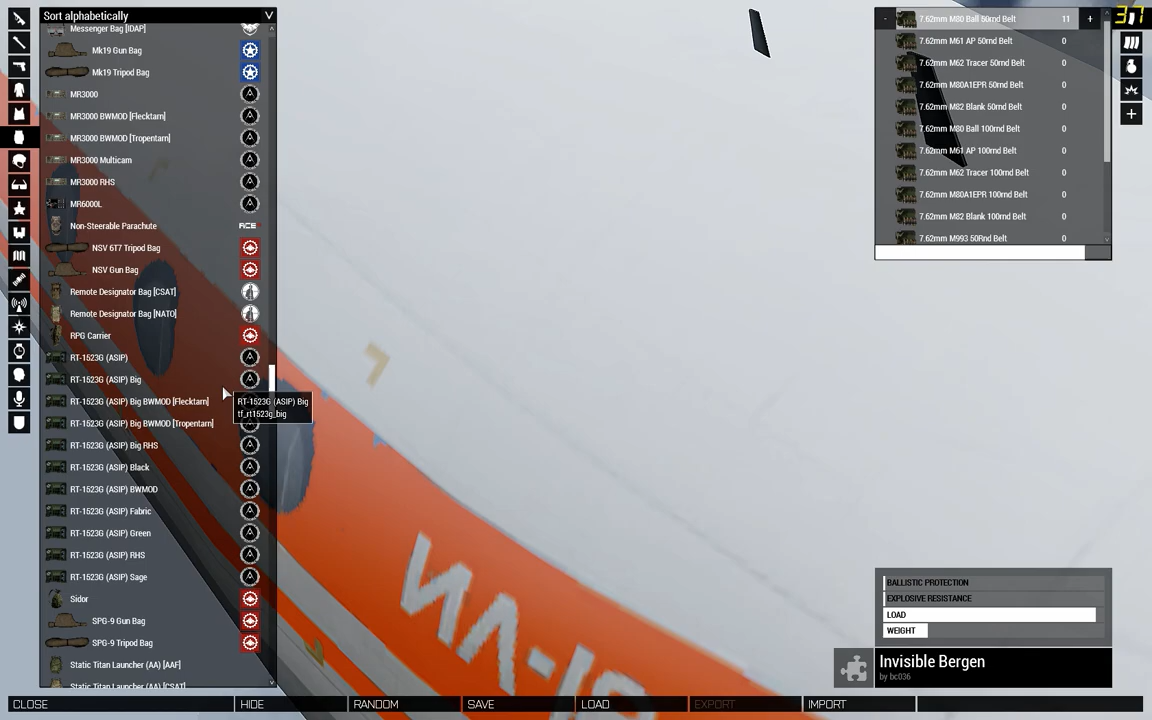 Sort alphabetically
Messenger Bag [IDAP]
Mk19 Gun Bag
Mk19 Tripod Bag
MR3000
MR3000 BWMOD [Flecktarn]
MR3000 BWMOD [Tropentarn]
MR3000 Multicam
MR3000 RHS
MR6000L
Non-Steerable Parachute
ACE
NSV 6T7 Tripod Bag
NSV Gun Bag
Remote Designator Bag [CSAT]
Remote Designator Bag [NATO]
RPG Carrier
RT-1523G (ASIP)
RT-1523G (ASIP) Big
RT-1523G (ASIP) Big BWMOD [Flecktarn]
RT-1523G (ASIP) Big BWMOD [Tropentarn]
RT-1523G (ASIP) Big RHS
RT-1523G (ASIP) Black
RT-1523G (ASIP) BWMOD
RT-1523G (ASIP) Fabric
RT-1523G (ASIP) Green
RT-1523G (ASIP) RHS
RT-1523G (ASIP) Sage
Sidor
SPG-9 Gun Bag
SPG-9 Tripod Bag
Static Titan Launcher (AA) [AAF]
Static Titan Launcher (AA) [CSAT]
RT-1523G (ASIP) Big
tf_rt1523g_big
37
- 7.62mm M80 Ball 50rnd Belt 11 +
7.62mm M61 AP 50rnd Belt 0
7.62mm M62 Tracer 50rnd Belt 0
7.62mm M80A1EPR 50rnd Belt 0
7.62mm M82 Blank 50rnd Belt 0
7.62mm M80 Ball 100rnd Belt 0
7.62mm M61 AP 100rnd Belt 0
7.62mm M62 Tracer 100rnd Belt 0
7.62mm M80A1EPR 100rnd Belt 0
7.62mm M82 Blank 100rnd Belt 0
7.62mm M993 50Rnd Belt 0
BALLISTIC PROTECTION
EXPLOSIVE RESISTANCE
LOAD
WEIGHT
Invisible Bergen
by bc036
CLOSE
HIDE
RANDOM
SAVE
LOAD
EXPORT
IMPORT